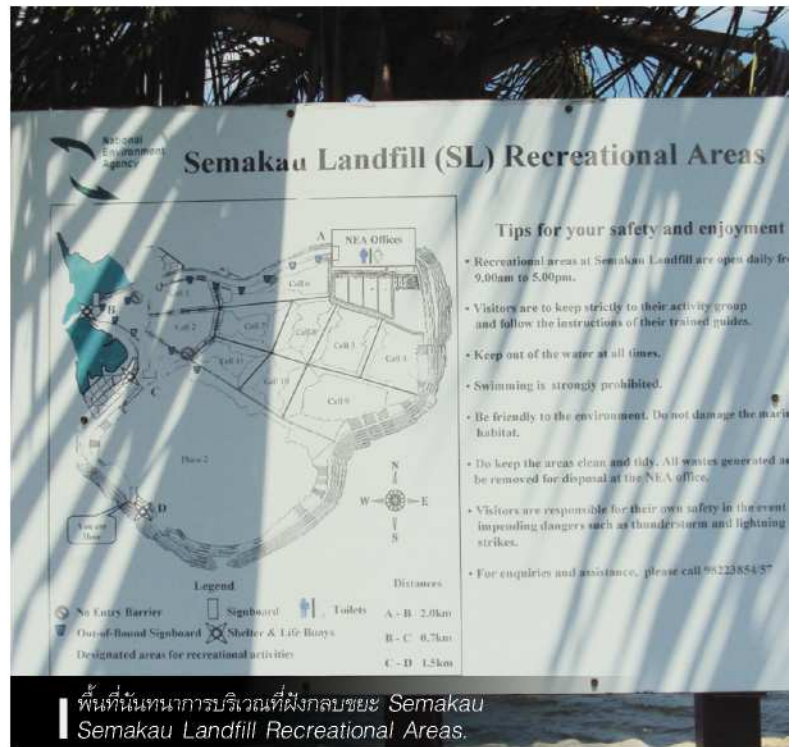 National
Environment
Agency
Semakau Landfill (SL) Recreational Areas
A
NEA Offices
B
C
D
Cell 1
Cell 2
Cell 6
Cell 9
Cell 10
Cell 11
Phase 2
You are
Here
N
W
E
S
Legend
No Entry Barrier
Signboard
Toilets
Out-of-Bound Signboard
Shelter & Life Buoys
Designated areas for recreational activities
Distances
A - B 2.0km
B - C 0.7km
C - D 1.5km
Tips for your safety and enjoyment
• Recreational areas at Semakau Landfill are open daily
9.00am to 5.00pm.
• Visitors are to keep strictly to their activity group
and follow the instructions of their trained guides.
• Keep out of the water at all times.
• Swimming is strongly prohibited.
• Be friendly to the environment. Do not damage the
habitat.
• Do keep the areas clean and tidy. All wastes generated
be removed for disposal at the NEA office.
• Visitors are responsible for their own safety in the event
impending dangers such as thunderstorm and lightning
strikes.
• For enquiries and assistance, please call 98223854/57
พื้นที่นันทนาการบริเวณที่ฝังกลบขยะ Semakau
Semakau Landfill Recreational Areas.